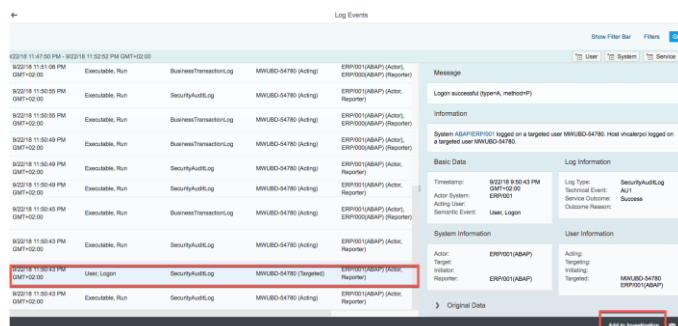 Log Events
Show Filter Bar Filters
9/22/18 11:47:50 PM - 9/22/18 11:52:52 PM GMT+02:00
User System Service
9/22/18 11:51:08 PM
GMT+02:00
Executable, Run BusinessTransactionLog MWUBD-54780 (Acting)
ERP/001(ABAP) (Actor),
ERP/000(ABAP) (Reporter)
9/22/18 11:50:55 PM
GMT+02:00
Executable, Run SecurityAuditLog MWUBD-54780 (Acting)
ERP/001(ABAP) (Actor,
Reporter)
9/22/18 11:50:55 PM
GMT+02:00
Executable, Run SecurityAuditLog MWUBD-54780 (Acting)
ERP/001(ABAP) (Actor,
Reporter)
9/22/18 11:50:49 PM
GMT+02:00
Executable, Run BusinessTransactionLog MWUBD-54780 (Acting)
ERP/001(ABAP) (Actor),
ERP/000(ABAP) (Reporter)
9/22/18 11:50:49 PM
GMT+02:00
Executable, Run SecurityAuditLog MWUBD-54780 (Acting)
ERP/001(ABAP) (Actor,
Reporter)
9/22/18 11:50:49 PM
GMT+02:00
Executable, Run SecurityAuditLog MWUBD-54780 (Acting)
ERP/001(ABAP) (Actor,
Reporter)
9/22/18 11:50:45 PM
GMT+02:00
Executable, Run BusinessTransactionLog MWUBD-54780 (Acting)
ERP/001(ABAP) (Actor),
ERP/000(ABAP) (Reporter)
9/22/18 11:50:43 PM
GMT+02:00
Executable, Run SecurityAuditLog MWUBD-54780 (Acting)
ERP/001(ABAP) (Actor,
Reporter)
9/22/18 11:50:43 PM
GMT+02:00
User, Logon SecurityAuditLog MWUBD-54780 (Targeted)
ERP/001(ABAP) (Actor,
Reporter)
9/22/18 11:50:43 PM
GMT+02:00
Executable, Run SecurityAuditLog MWUBD-54780 (Acting)
ERP/001(ABAP) (Actor,
Reporter)
Message
Logon successful (type=A, method=P)
Information
System ABAP|ERP/001 logged on a targeted user MWUBD-54780. Host vhcalerpci logged on
a targeted user MWUBD-54780.
Basic Data
Timestamp: 9/22/18 9:50:43 PM
GMT+02:00
Actor System: ERP/001
Acting User:
Semantic Event: User, Logon
Log Information
Log Type: SecurityAuditLog
Technical Event: AU1
Service Outcome: Success
Outcome Reason:
System Information
Actor: ERP/001(ABAP)
Target:
Initiator:
Reporter: ERP/001(ABAP)
User Information
Acting:
Targeting:
Initiating:
Targeted: MWUBD-54780
ERP/001(ABAP)
Original Data
Add to Investigation